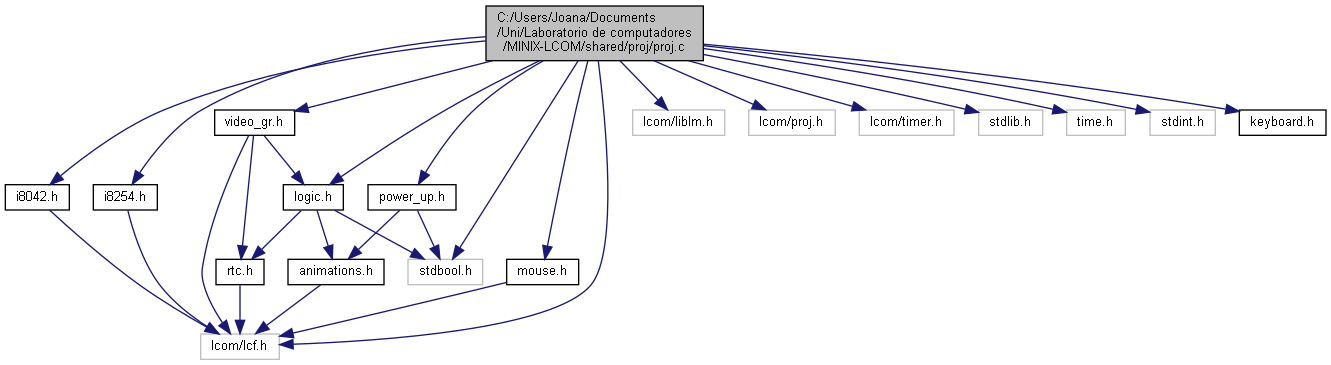 C:/Users/Joana/Documents
/Uni/Laboratorio de computadores
/MINIX-LCOM/shared/proj/proj.c
video_gr.h
lcom/liblm.h
lcom/proj.h
lcom/timer.h
stdlib.h
time.h
stdint.h
keyboard.h
i8042.h
i8254.h
logic.h
power_up.h
rtc.h
animations.h
stdbool.h
mouse.h
lcom/lcf.h